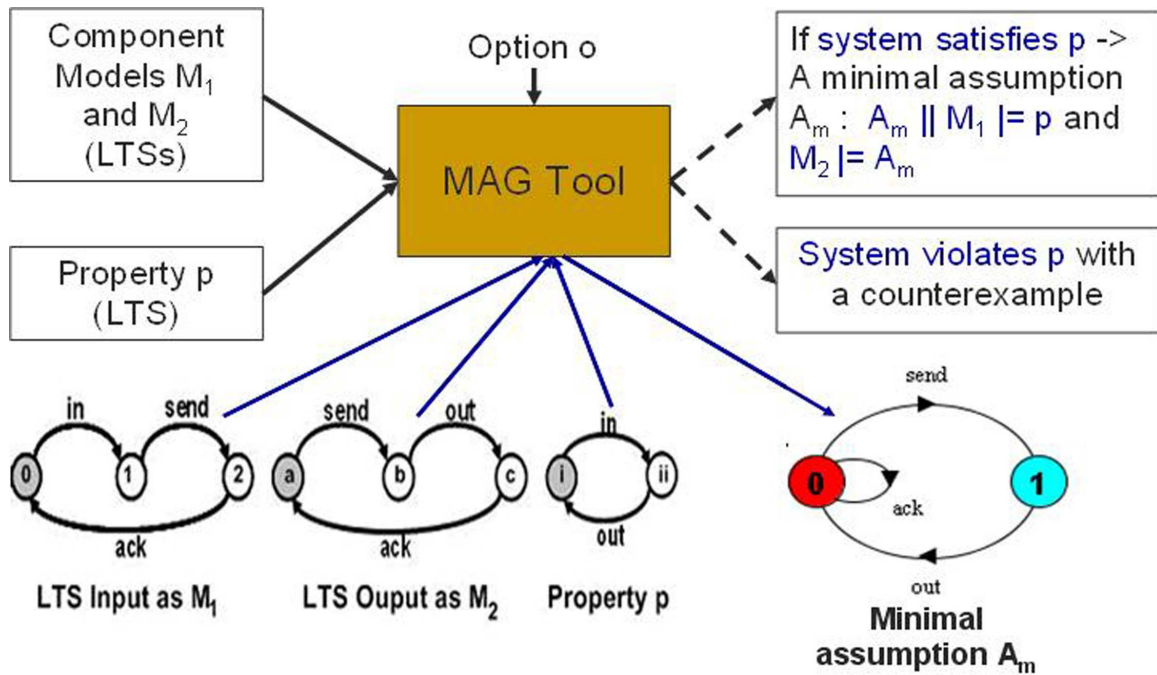 Component
Models M₁
and M₂
(LTSs)
Option o
MAG Tool
If system satisfies p ->
A minimal assumption
Aₘ : Aₘ || M₁ |= p and
M₂ |= Aₘ
Property p
(LTS)
System violates p with
a counterexample
in
send
0
1
2
ack
LTS Input as M₁
send
out
a
b
c
ack
LTS Ouput as M₂
in
i
ii
out
Property p
send
0
ack
1
out
Minimal
assumption Aₘ